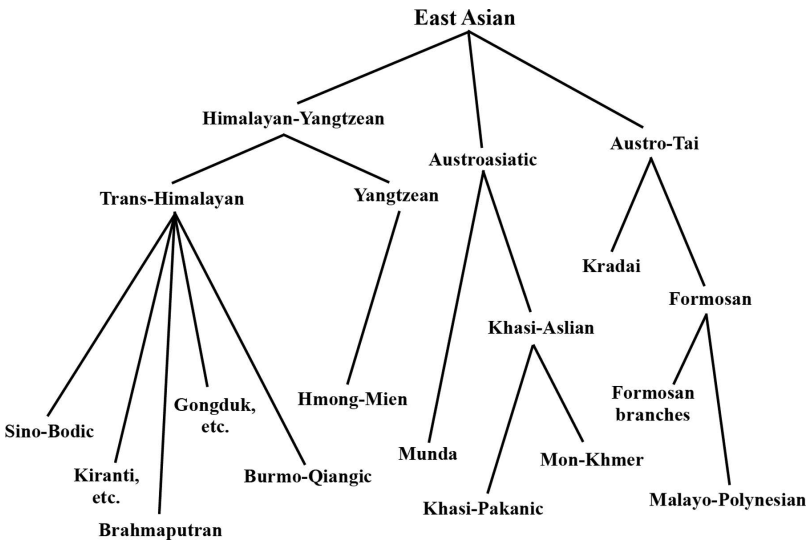 East Asian
Himalayan-Yangtzean
Austroasiatic
Austro-Tai
Trans-Himalayan
Yangtzean
Kradai
Formosan
Khasi-Aslian
Sino-Bodic
Kiranti,
etc.
Brahmaputran
Gongduk,
etc.
Burmo-Qiangic
Hmong-Mien
Munda
Khasi-Pakanic
Mon-Khmer
Formosan
branches
Malayo-Polynesian